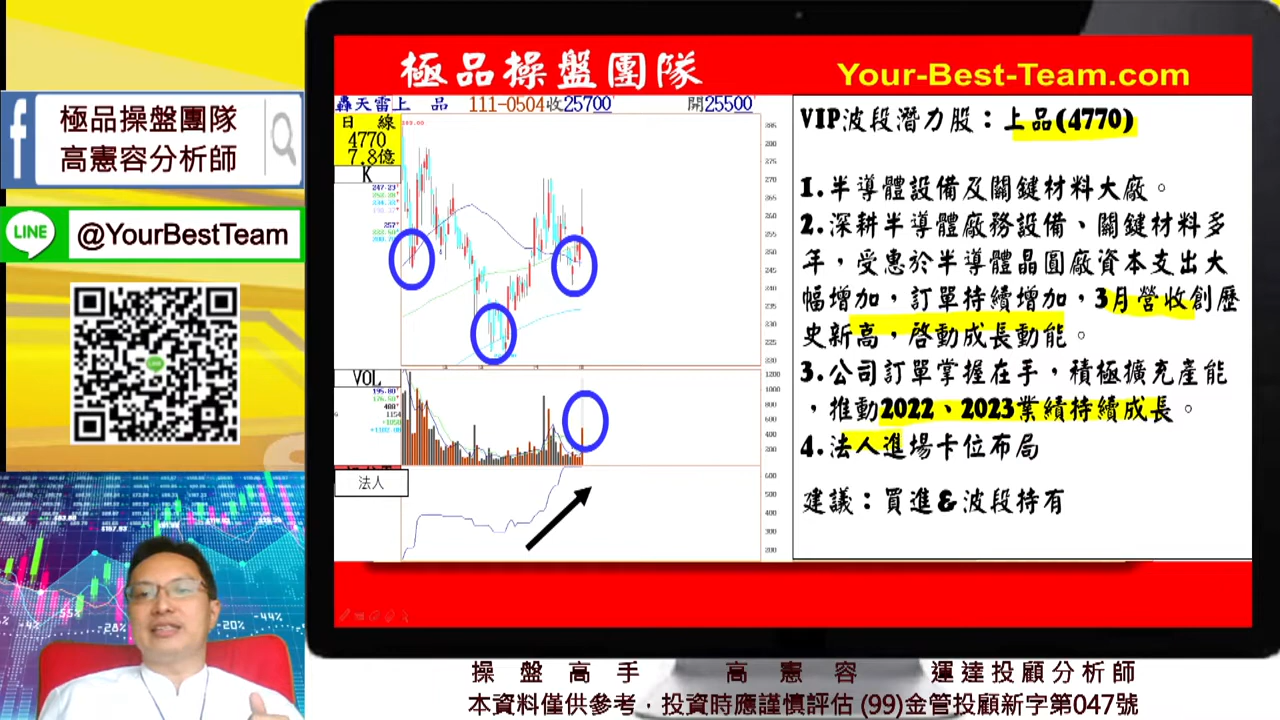 極品操盤團隊
高憲容分析師
LINE
@YourBestTeam
極品操盤團隊
Your-Best-Team.com
轟天雷上 品 111-0504收25700 開25500
日 線
4770
7.8億
K
VOL
法人
VIP波段潛力股：上品(4770)
1.半導體設備及關鍵材料大廠。
2.深耕半導體廠務設備、關鍵材料多
年，受惠於半導體晶圓廠資本支出大
幅增加，訂單持續增加，3月營收創歷
史新高，啓動成長動能。
3.公司訂單掌握在手，積極擴充產能
，推動2022、2023業績持續成長。
4.法人進場卡位布局
建議：買進&波段持有
操盤高手 高憲容 運達投顧分析師
本資料僅供參考，投資時應謹慎評估 (99)金管投顧新字第047號